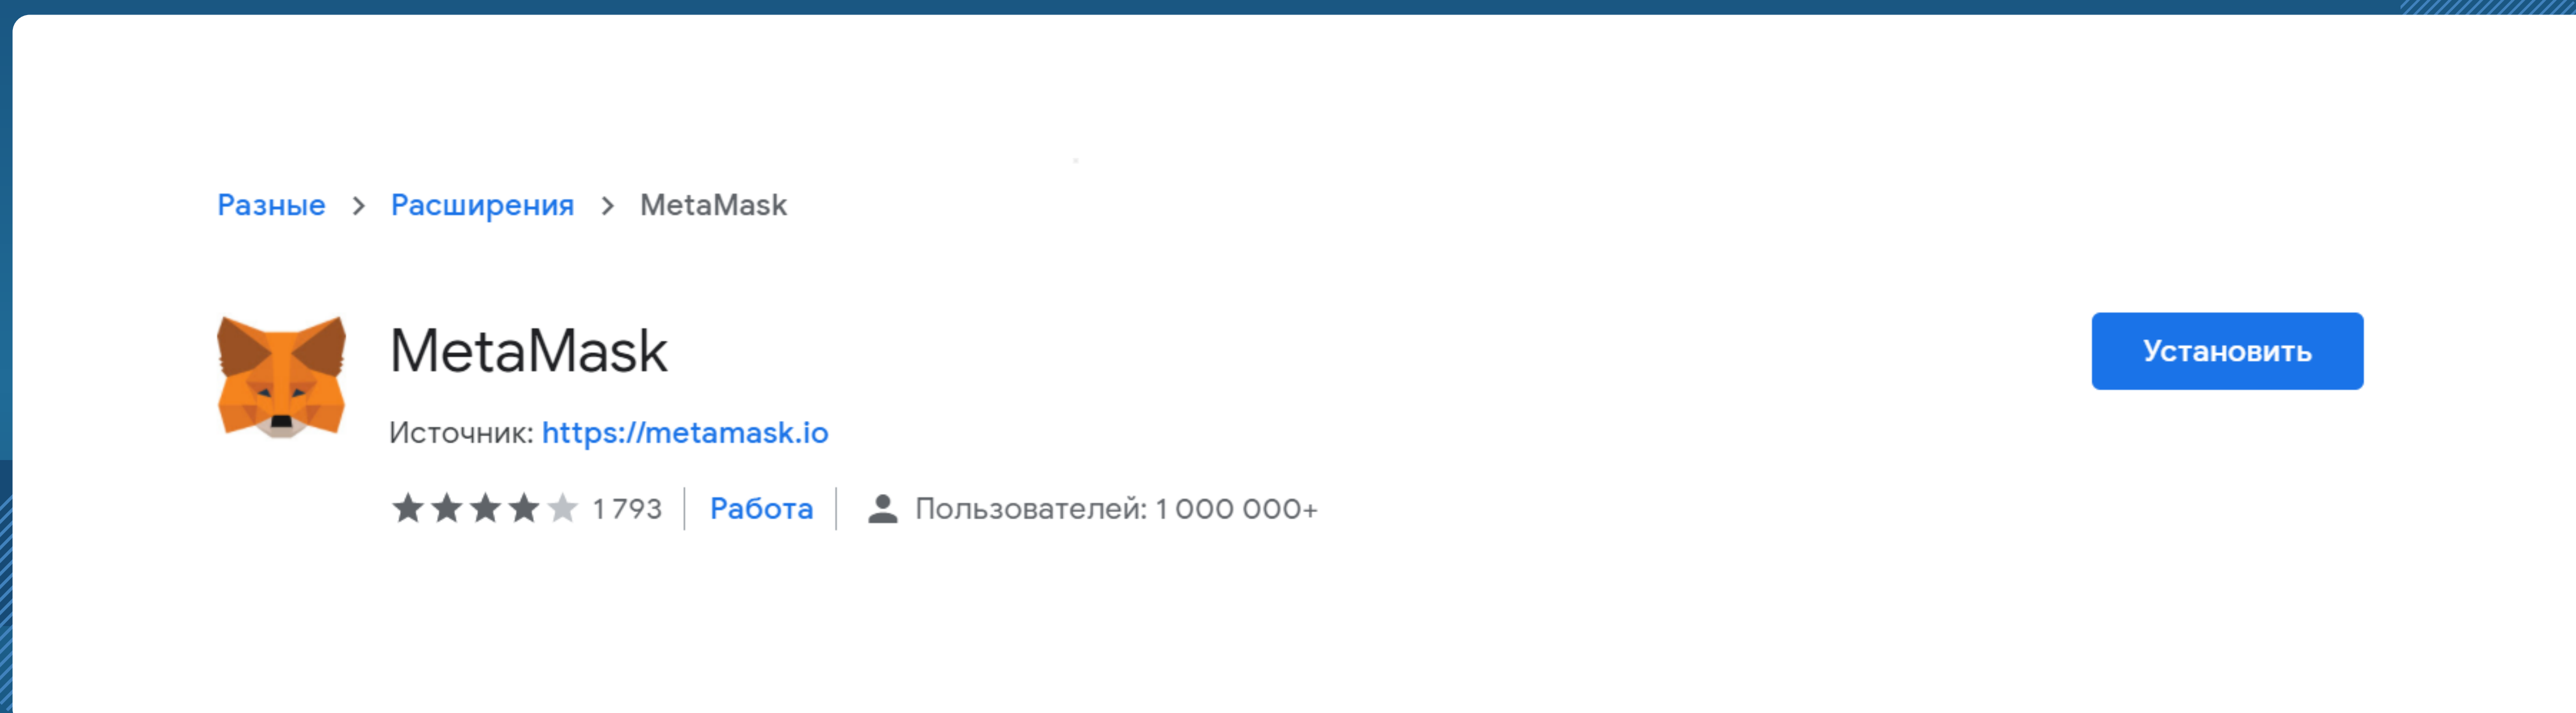 Разные > Расширения > MetaMask
MetaMask
Установить
Источник: https://metamask.io
1 793 | Работа | Пользователей: 1 000 000+